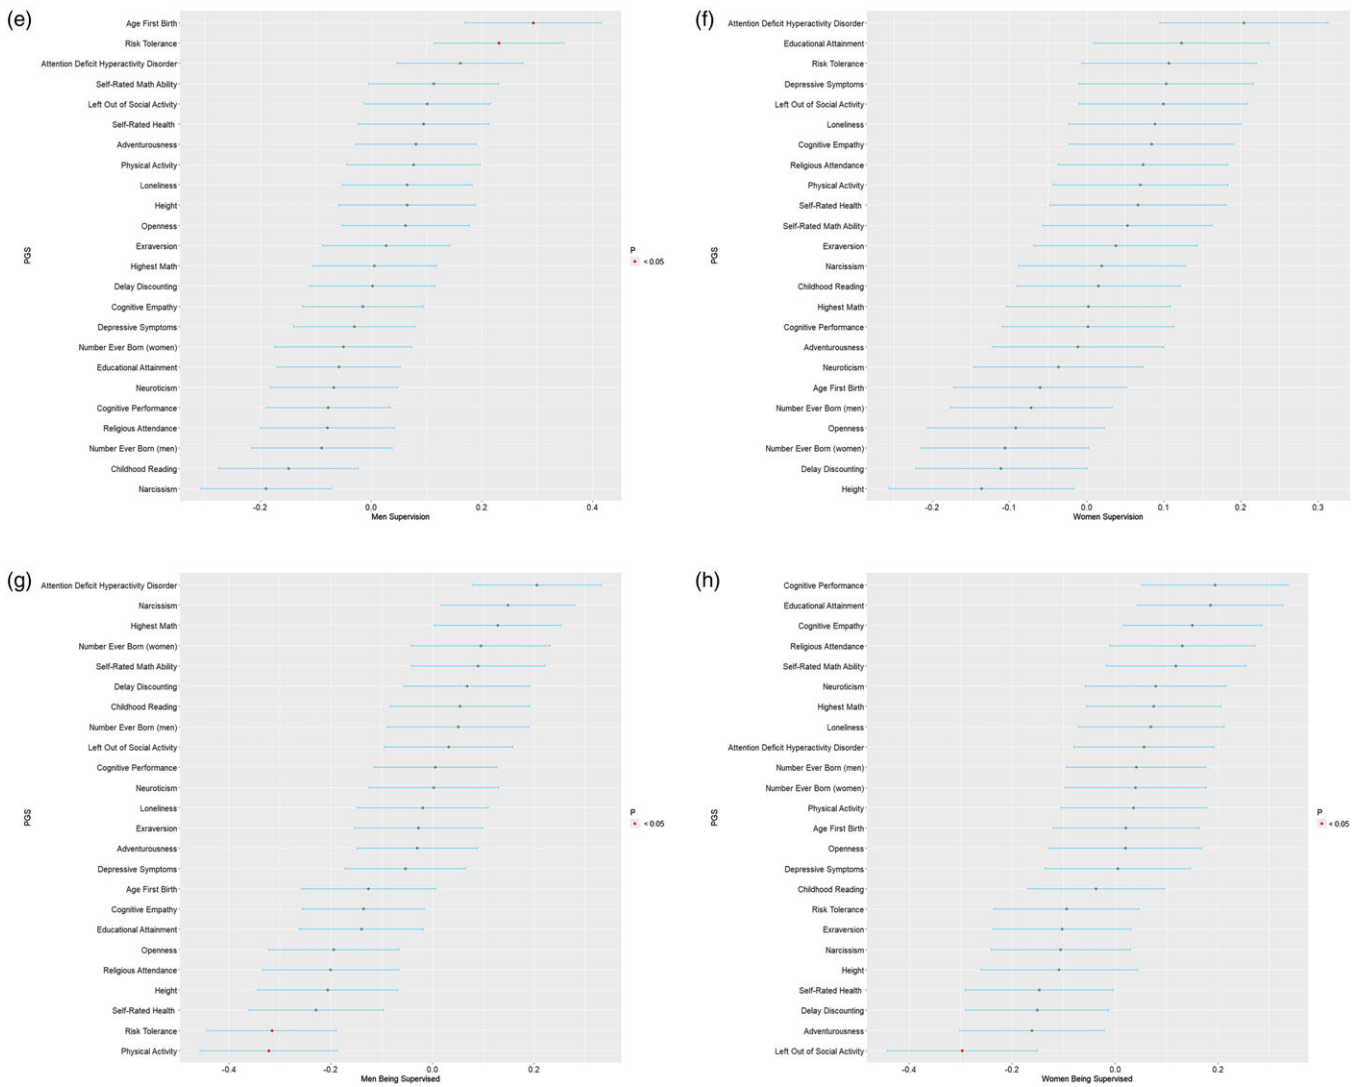 (e)
Age First Birth
Risk Tolerance
Attention Deficit Hyperactivity Disorder
Self-Rated Math Ability
Left Out of Social Activity
Self-Rated Health
Adventurousness
Physical Activity
Loneliness
Height
Openness
Exraversion
Highest Math
Delay Discounting
Cognitive Empathy
Depressive Symptoms
Number Ever Born (women)
Educational Attainment
Neuroticism
Cognitive Performance
Religious Attendance
Number Ever Born (men)
Childhood Reading
Narcissism
PGS
-0.2 0.0 0.2 0.4
Men Supervision
P
< 0.05
(f)
Attention Deficit Hyperactivity Disorder
Educational Attainment
Risk Tolerance
Depressive Symptoms
Left Out of Social Activity
Loneliness
Cognitive Empathy
Religious Attendance
Physical Activity
Self-Rated Health
Self-Rated Math Ability
Exraversion
Narcissism
Childhood Reading
Highest Math
Cognitive Performance
Adventurousness
Neuroticism
Age First Birth
Number Ever Born (men)
Openness
Number Ever Born (women)
Delay Discounting
Height
PGS
-0.2 -0.1 0.0 0.1 0.2 0.3
Women Supervision
(g)
Attention Deficit Hyperactivity Disorder
Narcissism
Highest Math
Number Ever Born (women)
Self-Rated Math Ability
Delay Discounting
Childhood Reading
Number Ever Born (men)
Left Out of Social Activity
Cognitive Performance
Neuroticism
Loneliness
Exraversion
Adventurousness
Depressive Symptoms
Age First Birth
Cognitive Empathy
Educational Attainment
Openness
Religious Attendance
Height
Self-Rated Health
Risk Tolerance
Physical Activity
PGS
-0.4 -0.2 0.0 0.2
Men Being Supervised
P
< 0.05
(h)
Cognitive Performance
Educational Attainment
Cognitive Empathy
Religious Attendance
Self-Rated Math Ability
Neuroticism
Highest Math
Loneliness
Attention Deficit Hyperactivity Disorder
Number Ever Born (men)
Number Ever Born (women)
Physical Activity
Age First Birth
Openness
Depressive Symptoms
Childhood Reading
Risk Tolerance
Exraversion
Narcissism
Height
Self-Rated Health
Delay Discounting
Adventurousness
Left Out of Social Activity
PGS
-0.4 -0.2 0.0 0.2
Women Being Supervised
P
< 0.05